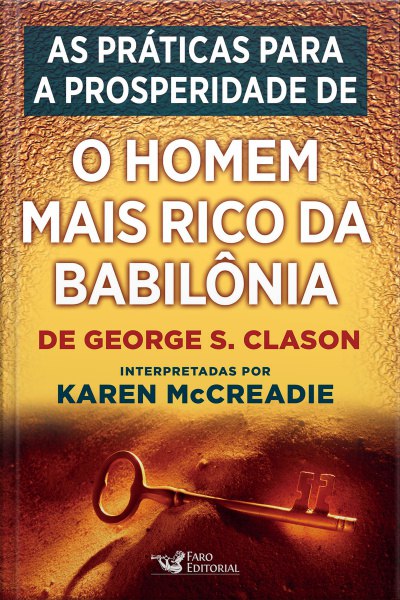 AS PRÁTICAS PARA
A PROSPERIDADE DE
O HOMEM
MAIS RICO DA
BABILÔNIA
DE GEORGE S. CLASON
INTERPRETADAS POR
KAREN McCREADIE
FARO
EDITORIAL